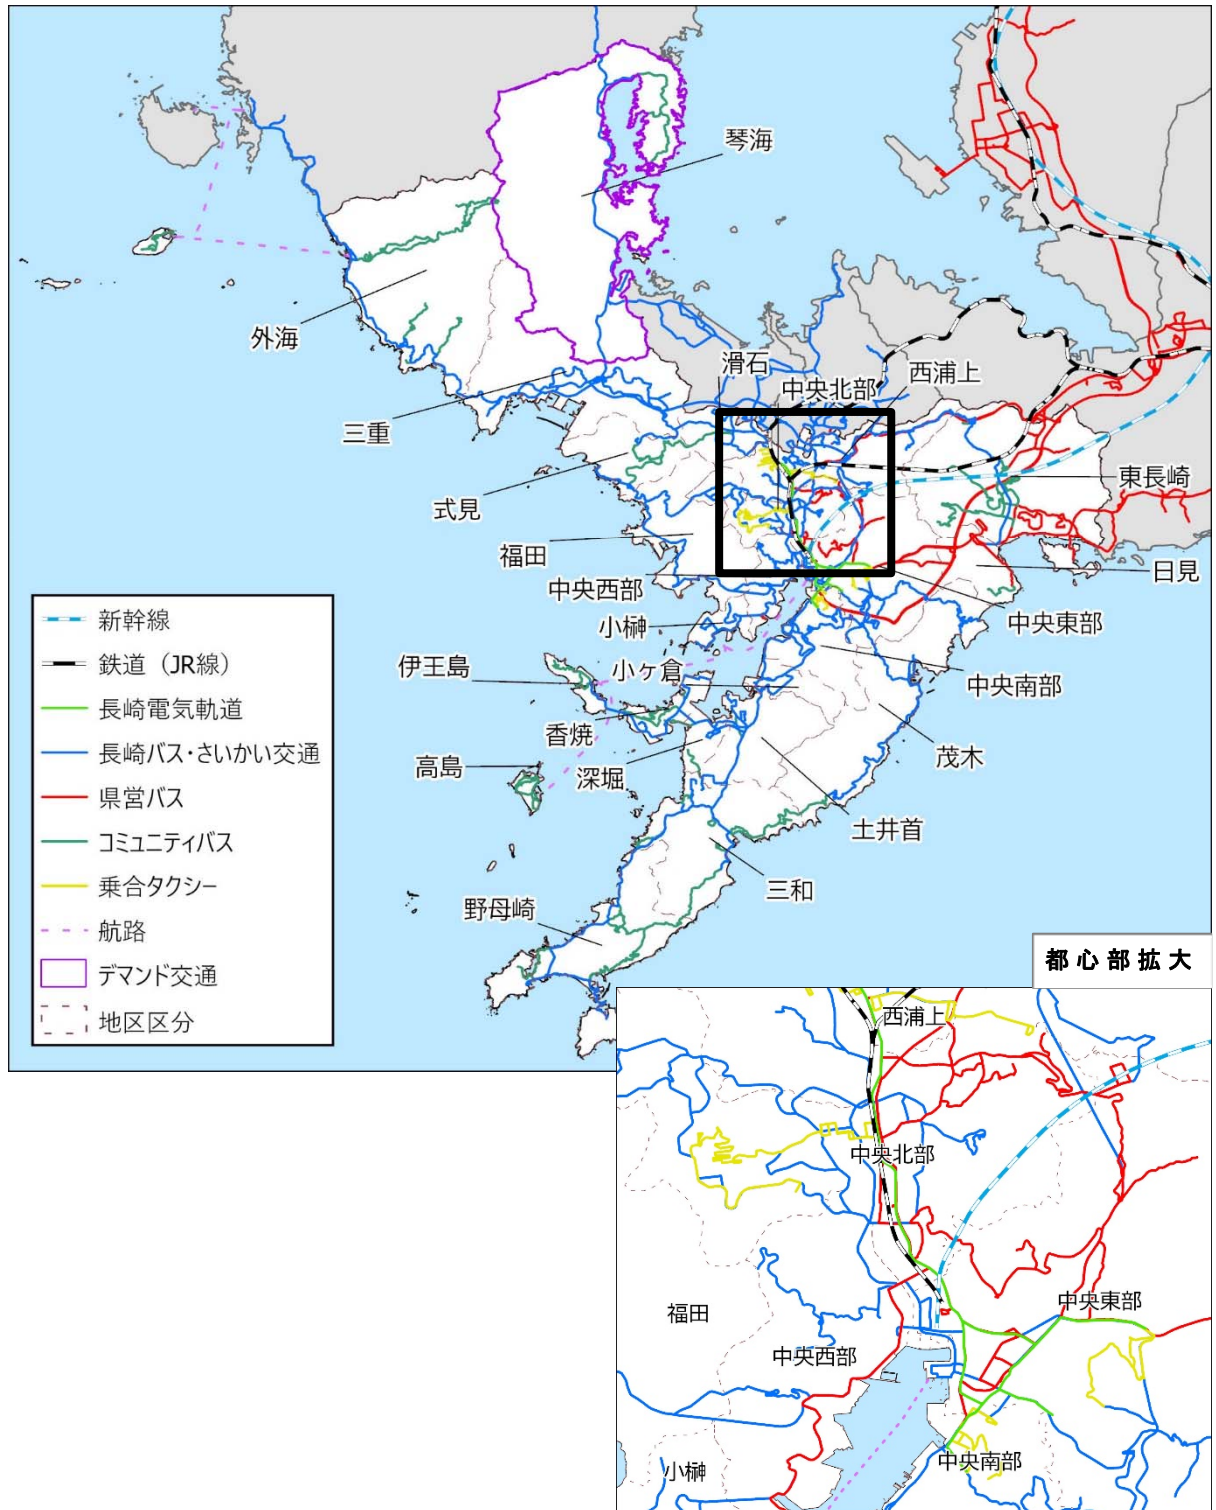 琴海
外海
滑石
中央北部
西浦上
三重
東長崎
式見
福田
日見
中央西部
中央東部
小榊
伊王島
小ヶ倉
中央南部
香焼
茂木
高島
深堀
土井首
三和
野母崎
新幹線
鉄道（JR線）
長崎電気軌道
長崎バス・さいかい交通
県営バス
コミュニティバス
乗合タクシー
航路
デマンド交通
地区区分
都心部拡大
西浦上
中央北部
中央東部
福田
中央西部
中央南部
小榊